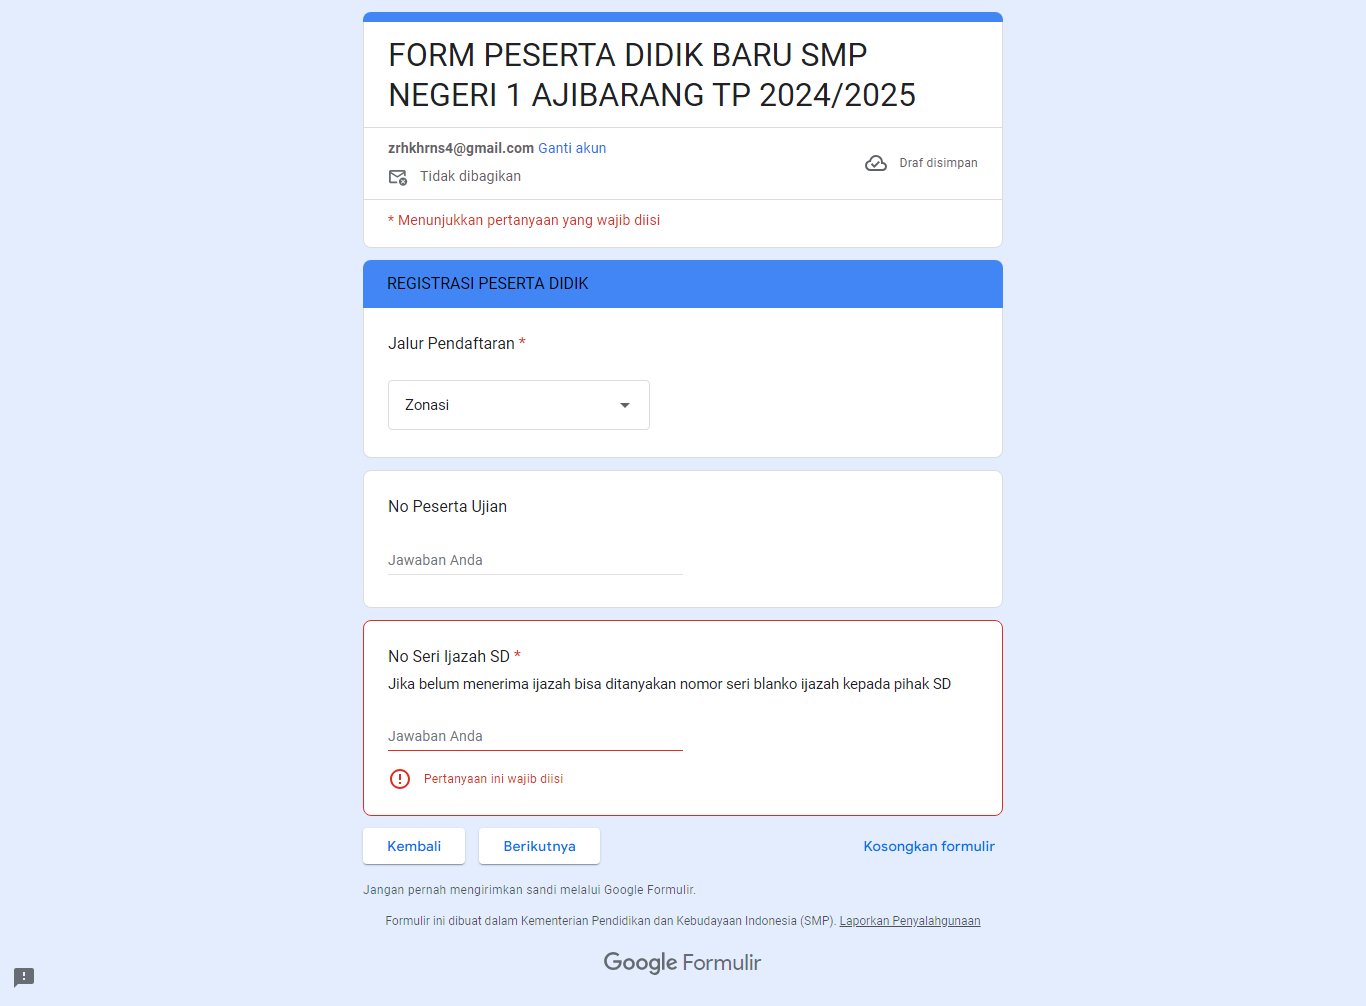 FORM PESERTA DIDIK BARU SMP
NEGERI 1 AJIBARANG TP 2024/2025
zrhkhrns4@gmail.com Ganti akun
Draf disimpan
Tidak dibagikan
* Menunjukkan pertanyaan yang wajib diisi
REGISTRASI PESERTA DIDIK
Jalur Pendaftaran *
Zonasi
No Peserta Ujian
Jawaban Anda
No Seri Ijazah SD *
Jika belum menerima ijazah bisa ditanyakan nomor seri blanko ijazah kepada pihak SD
Jawaban Anda
Pertanyaan ini wajib diisi
Kembali
Berikutnya
Kosongkan formulir
Jangan pernah mengirimkan sandi melalui Google Formulir.
Formulir ini dibuat dalam Kementerian Pendidikan dan Kebudayaan Indonesia (SMP). Laporkan Penyalahgunaan
Google Formulir